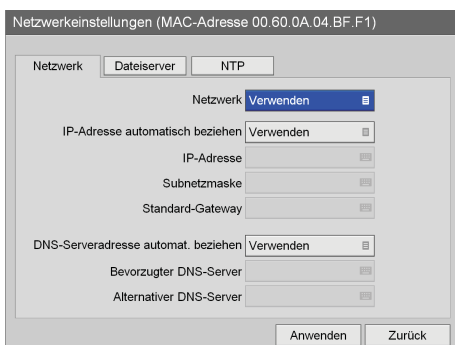 Netzwerkeinstellungen (MAC-Adresse 00.60.0A.04.BF.F1)
Netzwerk Dateiserver NTP
Netzwerk Verwenden
IP-Adresse automatisch beziehen Verwenden
IP-Adresse
Subnetzmaske
Standard-Gateway
DNS-Serveradresse automat. beziehen Verwenden
Bevorzugter DNS-Server
Alternativer DNS-Server
Anwenden Zurück